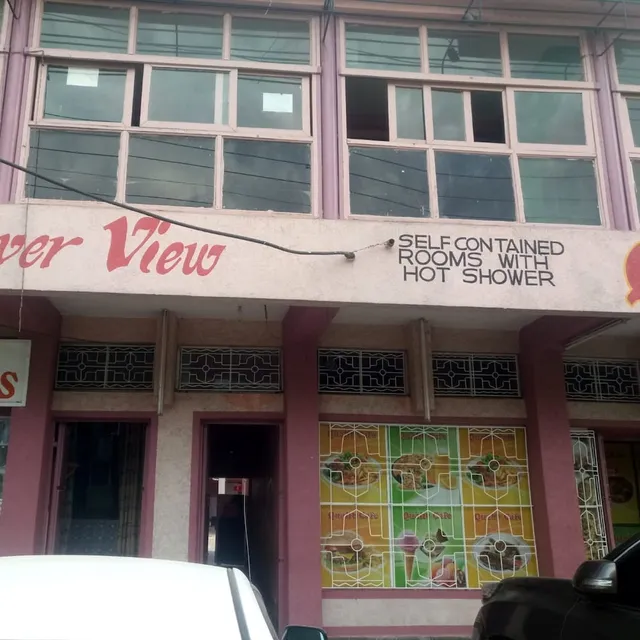 ver View
SELF CONTAINED
ROOMS WITH
HOT SHOWER
S